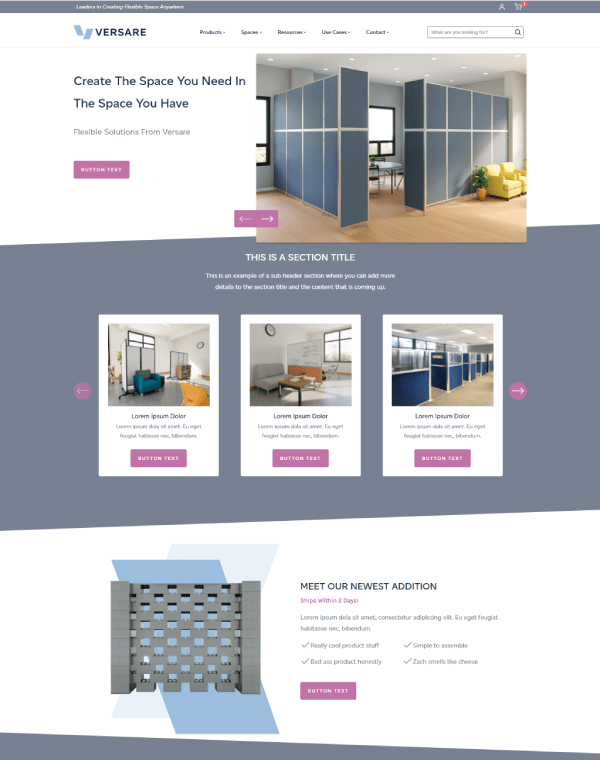 Leaders in Creating Flexible Space Anywhere
VERSARE
Products
Spaces
Resources
Use Cases
Contact
What are you looking for?
Create The Space You Need In
The Space You Have
Flexible Solutions From Versare
BUTTON TEXT
THIS IS A SECTION TITLE
This is an example of a sub header section where you can add more
details to the section title and the content that is coming up.
Lorem Ipsum Dolor
Lorem ipsum dolor sit amet. Eu eget
feugiat habitasse nec, bibendum.
BUTTON TEXT
Lorem Ipsum Dolor
Lorem ipsum dolor sit amet. Eu eget
feugiat habitasse nec, bibendum.
BUTTON TEXT
Lorem Ipsum Dolor
Lorem ipsum dolor sit amet. Eu eget
feugiat habitasse nec, bibendum.
BUTTON TEXT
MEET OUR NEWEST ADDITION
Ships Within 2 Days!
Lorem ipsum dolor sit amet, consectetur adipiscing elit. Eu eget feugiat
habitasse nec, bibendum.
Really cool product stuff
Simple to assemble
Bad ass product honestly
Zach smells like cheese
BUTTON TEXT